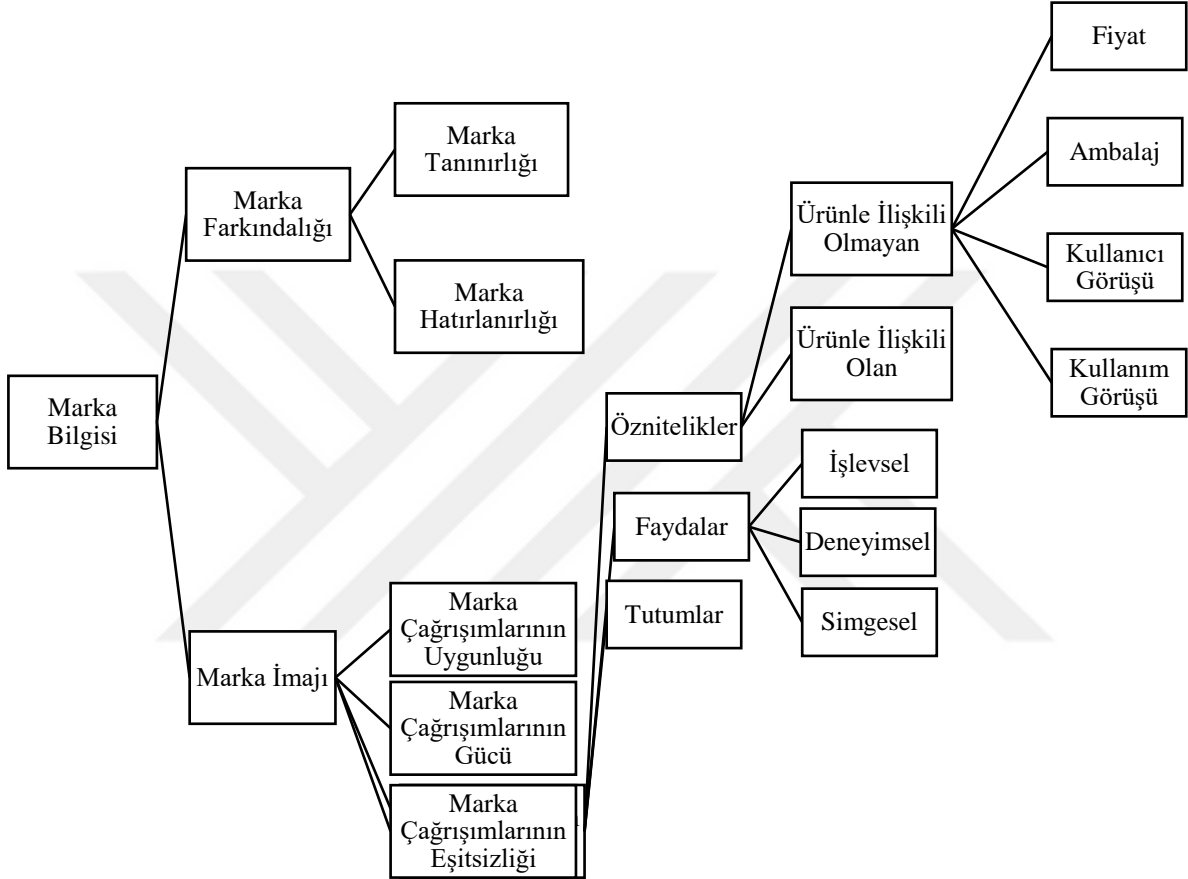 Marka
Bilgisi
Marka
Farkındalığı
Marka
Tanınırlığı
Marka
Hatırlanırlığı
Marka İmajı
Marka
Çağrışımlarının
Uygunluğu
Marka
Çağrışımlarının
Gücü
Marka
Çağrışımlarının
Eşitsizliği
Öznitelikler
Faydalar
Tutumlar
Ürünle İlişkili
Olmayan
Ürünle İlişkili
Olan
İşlevsel
Deneyimsel
Simgesel
Fiyat
Ambalaj
Kullanıcı
Görüşü
Kullanım
Görüşü